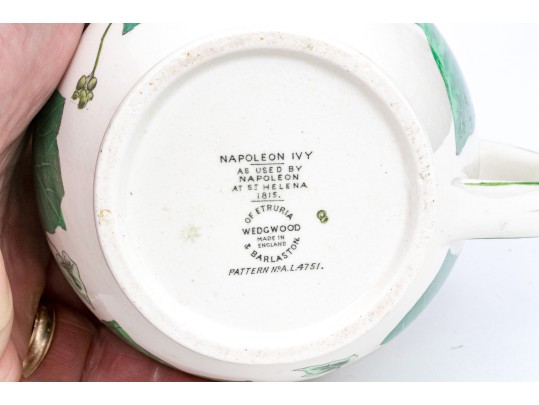 NAPOLEON IVY
AS USED BY
NAPOLEON
AT ST HELENA
1815.
OF ETRURIA
WEDGWOOD
MADE IN
ENGLAND
& BARLASTON
PATTERN No A.L.4751.